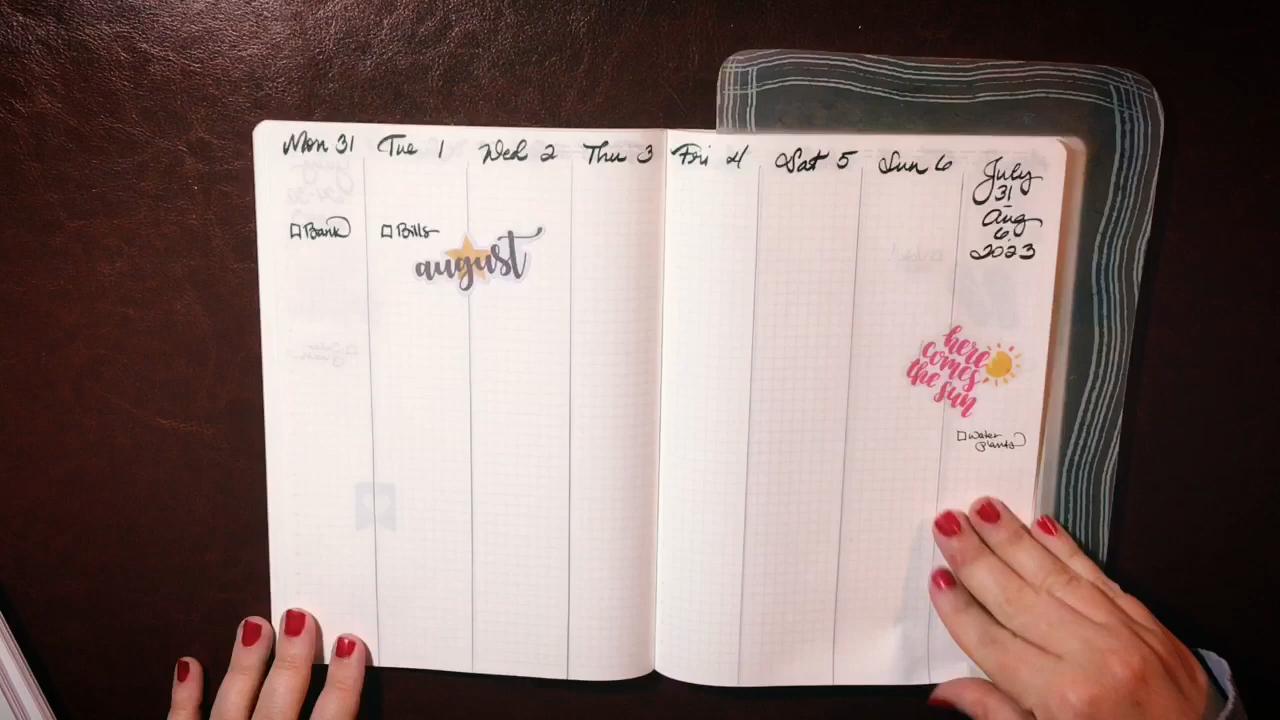 Mon 31
Tue 1
Wed 2
Thu 3
Fri 4
Sat 5
Sun 6
July
31
-
Aug
6,
2023
Bank
Bills
august
here
comes
the
sun
Water
plants